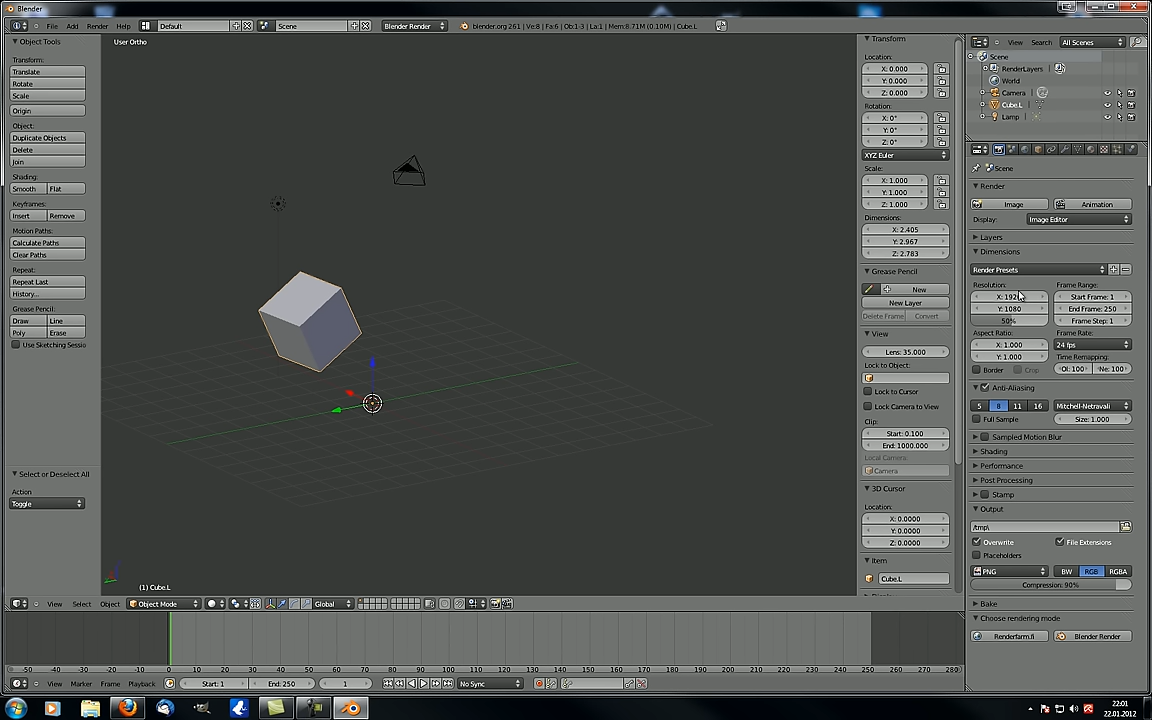 Blender
File Add Render Help Default Scene Blender Render blender.org 261 | Ve:8 | Fa:6 | Ob:1-3 | La:1 | Mem:8.71M (0.10M) | Cube.L
Object Tools
Transform:
Translate
Rotate
Scale
Origin
Object:
Duplicate Objects
Delete
Join
Shading:
Smooth Flat
Keyframes:
Insert Remove
Motion Paths:
Calculate Paths
Clear Paths
Repeat:
Repeat Last
History...
Grease Pencil:
Draw Line
Poly Erase
Use Sketching Sessio
Select or Deselect All
Action
Toggle
User Ortho
(1) Cube.L
Transform
Location:
X: 0.000
Y: 0.000
Z: 0.000
Rotation:
X: 0°
Y: 0°
Z: 0°
XYZ Euler
Scale:
X: 1.000
Y: 1.000
Z: 1.000
Dimensions:
X: 2.405
Y: 2.967
Z: 2.783
Grease Pencil
New
New Layer
Delete Frame Convert
View
Lens: 35.000
Lock to Object:
Lock to Cursor
Lock Camera to View
Clip:
Start: 0.100
End: 1000.000
Local Camera:
Camera
3D Cursor
Location:
X: 0.0000
Y: 0.0000
Z: 0.0000
Item
Cube.L
View Search All Scenes
Scene
RenderLayers
World
Camera
Cube.L
Lamp
Scene
Render
Image Animation
Display: Image Editor
Layers
Dimensions
Render Presets
Resolution: Frame Range:
Start Frame: 1
Y: 1080 End Frame: 250
50% Frame Step: 1
Aspect Ratio: Frame Rate:
X: 1.000 24 fps
Y: 1.000 Time Remapping:
Border Crop Ol: 100 Ne: 100
Anti-Aliasing
5 8 11 16 Mitchell-Netravali
Full Sample Size: 1.000
Sampled Motion Blur
Shading
Performance
Post Processing
Stamp
Output
/tmp\
Overwrite File Extensions
Placeholders
PNG BW RGB RGBA
Compression: 90%
Bake
Choose rendering mode
Renderfarm.fi Blender Render
View Select Object Object Mode Global
-50 -40 -30 -20 -10 0 10 20 30 40 50 60 70 80 90 100 110 120 130 140 150 160 170 180 190 200 210 220 230 240 250 260 270 280
View Marker Frame Playback Start: 1 End: 250 1 No Sync
22:01
22.01.2012